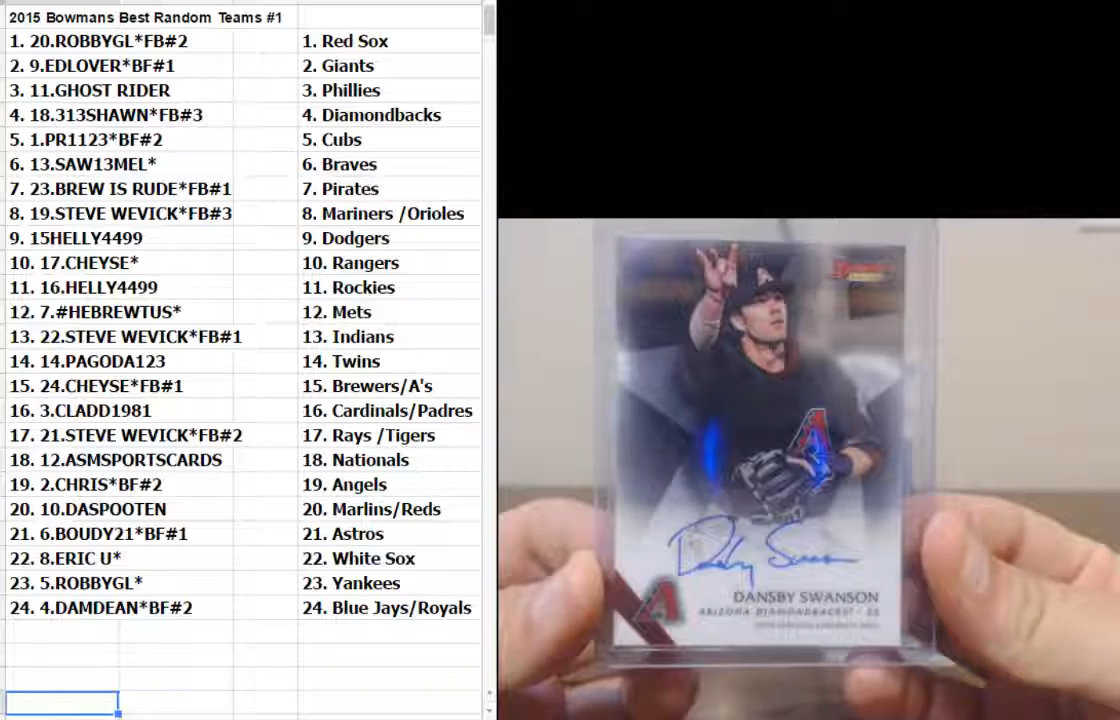 2015 Bowmans Best Random Teams #1
1. 20.ROBBYGL*FB#2 1. Red Sox
2. 9.EDLOVER*BF#1 2. Giants
3. 11.GHOST RIDER 3. Phillies
4. 18.313SHAWN*FB#3 4. Diamondbacks
5. 1.PR1123*BF#2 5. Cubs
6. 13.SAW13MEL* 6. Braves
7. 23.BREW IS RUDE*FB#1 7. Pirates
8. 19.STEVE WEVICK*FB#3 8. Mariners /Orioles
9. 15HELLY4499 9. Dodgers
10. 17.CHEYSE* 10. Rangers
11. 16.HELLY4499 11. Rockies
12. 7.#HEBREWTUS* 12. Mets
13. 22.STEVE WEVICK*FB#1 13. Indians
14. 14.PAGODA123 14. Twins
15. 24.CHEYSE*FB#1 15. Brewers/A's
16. 3.CLADD1981 16. Cardinals/Padres
17. 21.STEVE WEVICK*FB#2 17. Rays /Tigers
18. 12.ASMSPORTSCARDS 18. Nationals
19. 2.CHRIS*BF#2 19. Angels
20. 10.DASPOOTEN 20. Marlins/Reds
21. 6.BOUDY21*BF#1 21. Astros
22. 8.ERIC U* 22. White Sox
23. 5.ROBBYGL* 23. Yankees
24. 4.DAMDEAN*BF#2 24. Blue Jays/Royals
A
A
Dansby Swanson
A
DANSBY SWANSON
ARIZONA DIAMONDBACKS